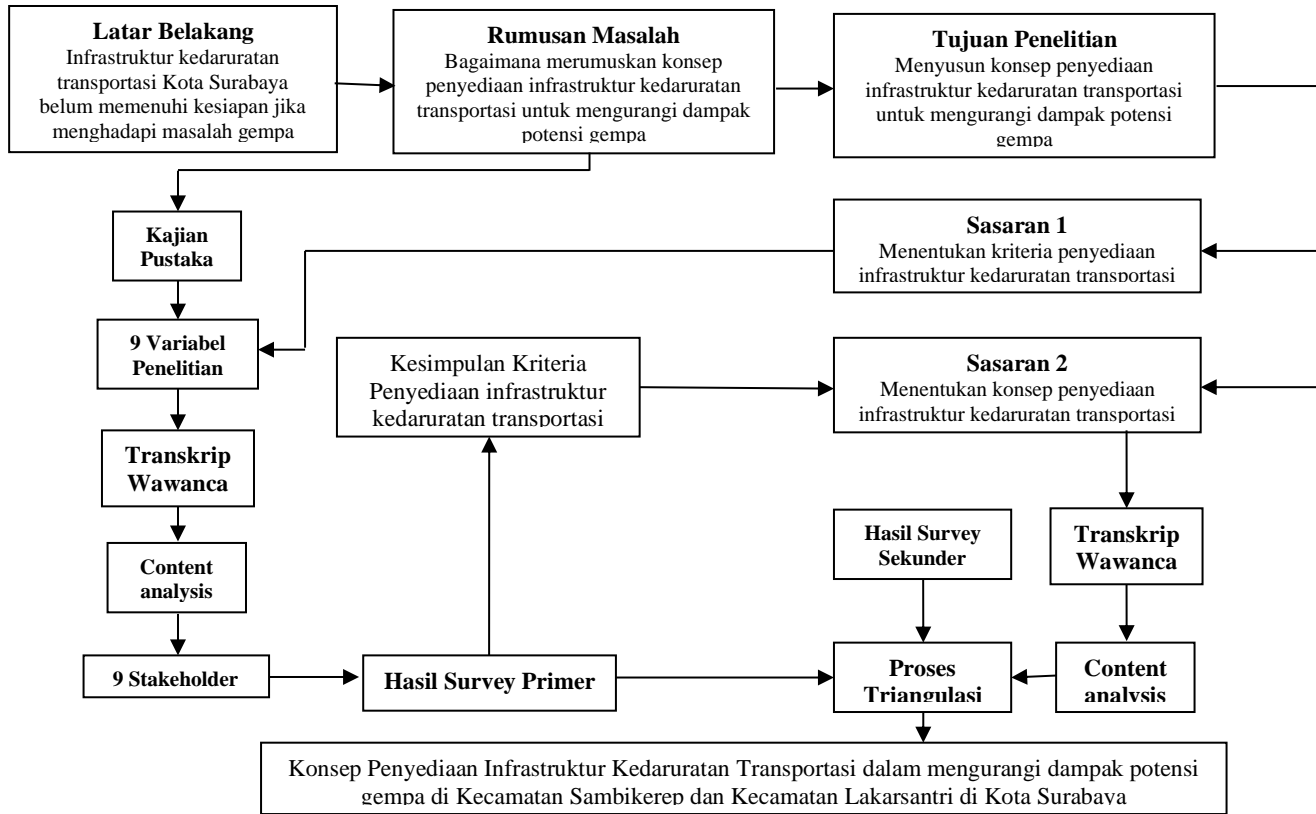 Latar Belakang
Infrastruktur kedaruratan
transportasi Kota Surabaya
belum memenuhi kesiapan jika
menghadapi masalah gempa
Rumusan Masalah
Bagaimana merumuskan konsep
penyediaan infrastruktur kedaruratan
transportasi untuk mengurangi dampak
potensi gempa
Tujuan Penelitian
Menyusun konsep penyediaan
infrastruktur kedaruratan transportasi
untuk mengurangi dampak potensi
gempa
Kajian
Pustaka
Sasaran 1
Menentukan kriteria penyediaan
infrastruktur kedaruratan transportasi
9 Variabel
Penelitian
Kesimpulan Kriteria
Penyediaan infrastruktur
kedaruratan transportasi
Sasaran 2
Menentukan konsep penyediaan
infrastruktur kedaruratan transportasi
Transkrip
Wawanca
Content
analysis
Hasil Survey
Sekunder
Transkrip
Wawanca
9 Stakeholder
Hasil Survey Primer
Proses
Triangulasi
Content
analysis
Konsep Penyediaan Infrastruktur Kedaruratan Transportasi dalam mengurangi dampak potensi
gempa di Kecamatan Sambikerep dan Kecamatan Lakarsantri di Kota Surabaya